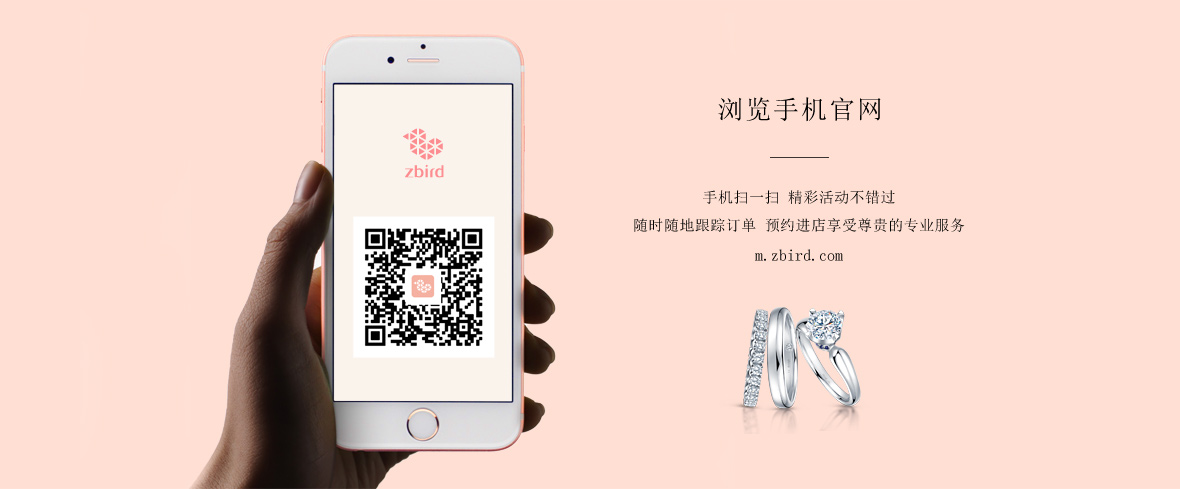 zbird
浏览手机官网
手机扫一扫 精彩活动不错过
随时随地跟踪订单 预约进店享受尊贵的专业服务
m.zbird.com